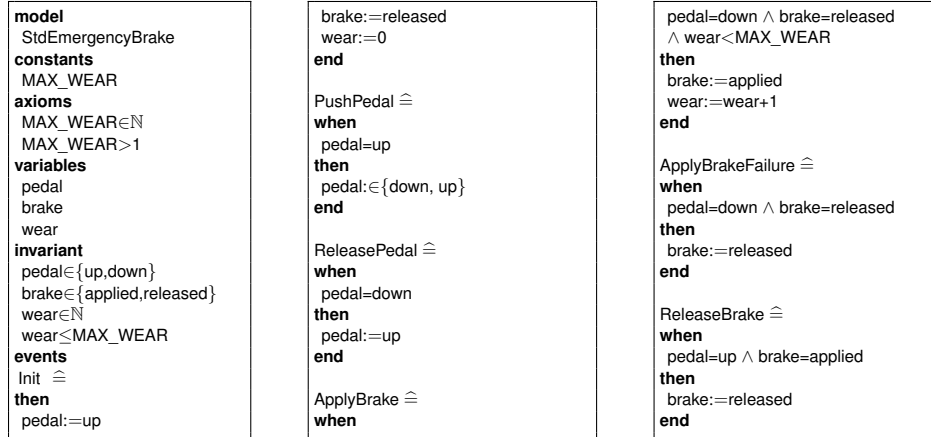 model
StdEmergencyBrake
constants
MAX_WEAR
axioms
MAX_WEAR∈ℕ
MAX_WEAR>1
variables
pedal
brake
wear
invariant
pedal∈{up,down}
brake∈{applied,released}
wear∈ℕ
wear≤MAX_WEAR
events
Init ≙
then
pedal:=up
brake:=released
wear:=0
end
PushPedal ≙
when
pedal=up
then
pedal:∈{down, up}
end
ReleasePedal ≙
when
pedal=down
then
pedal:=up
end
ApplyBrake ≙
when
pedal=down ∧ brake=released
∧ wear<MAX_WEAR
then
brake:=applied
wear:=wear+1
end
ApplyBrakeFailure ≙
when
pedal=down ∧ brake=released
then
brake:=released
end
ReleaseBrake ≙
when
pedal=up ∧ brake=applied
then
brake:=released
end